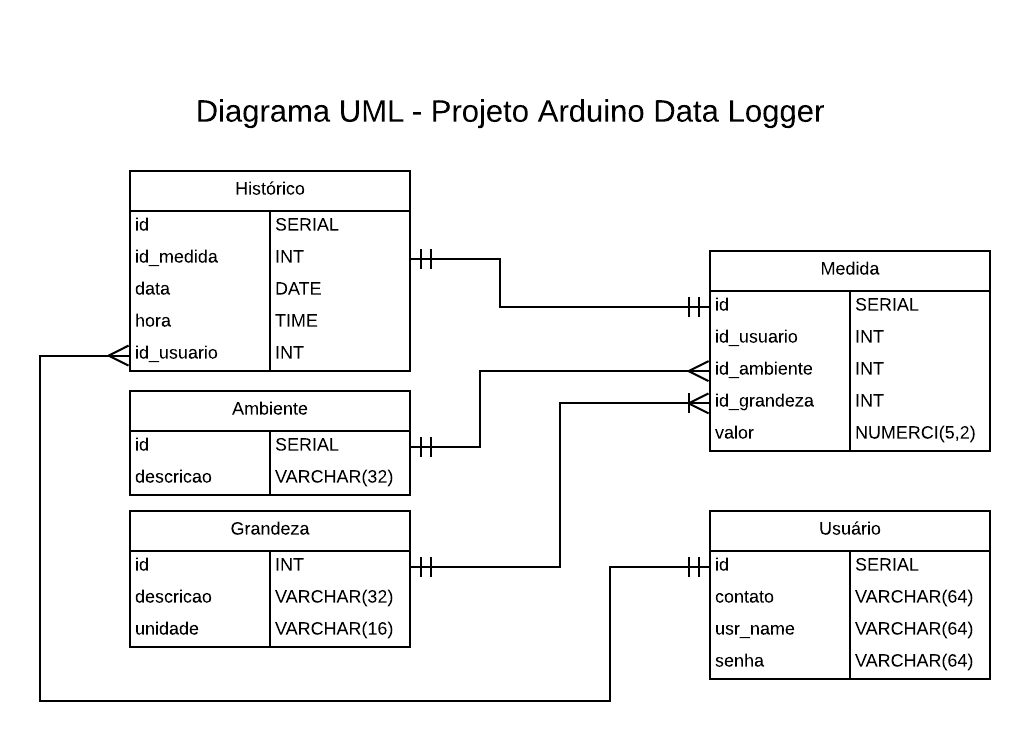 Diagrama UML - Projeto Arduino Data Logger
Histórico
id SERIAL
id_medida INT
data DATE
hora TIME
id_usuario INT
Ambiente
id SERIAL
descricao VARCHAR(32)
Grandeza
id INT
descricao VARCHAR(32)
unidade VARCHAR(16)
Medida
id SERIAL
id_usuario INT
id_ambiente INT
id_grandeza INT
valor NUMERCI(5,2)
Usuário
id SERIAL
contato VARCHAR(64)
usr_name VARCHAR(64)
senha VARCHAR(64)